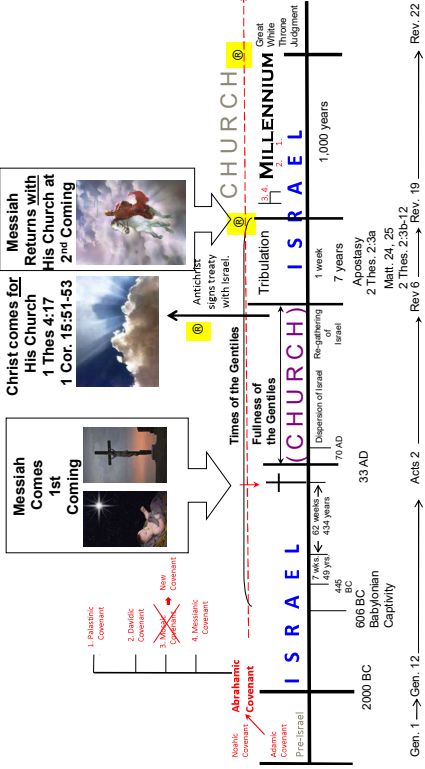 Messiah
Comes
1st
Coming
Christ comes for
His Church
1 Thes 4:17
1 Cor. 15:51-53
Messiah
Returns with
His Church at
2nd Coming
1. Palastinic
Covenant
2. Davidic
Covenant
3. Mosaic
Covenant
New
Covenant
4. Messianic
Covenant
Noahic
Covenant
Adamic
Covenant
Abrahamic
Covenant
Times of the Gentiles
Fullness of
the Gentiles
Antichrist
signs treaty
with Israel.
®
®
®
CHURCH
3. 4.
2. 1.
MILLENNIUM
Great
White
Throne
Judgment
Pre-Israel
ISRAEL
(CHURCH)
Tribulation
ISRAEL
7 wks.
49 yrs.
62 weeks
434 years
Dispersion of Israel
Re-gathering
of
Israel
1 week
7 years
1,000 years
2000 BC
606 BC
Babylonian
Captivity
445
BC
33 AD
70 AD
Apostasy
2 Thes. 2:3a
Matt. 24, 25
2 Thes. 2:3b-12
Gen. 1
Gen. 12
Acts 2
Rev 6
Rev. 19
Rev. 22